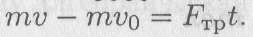 mv − mv₀ = Fтрt.